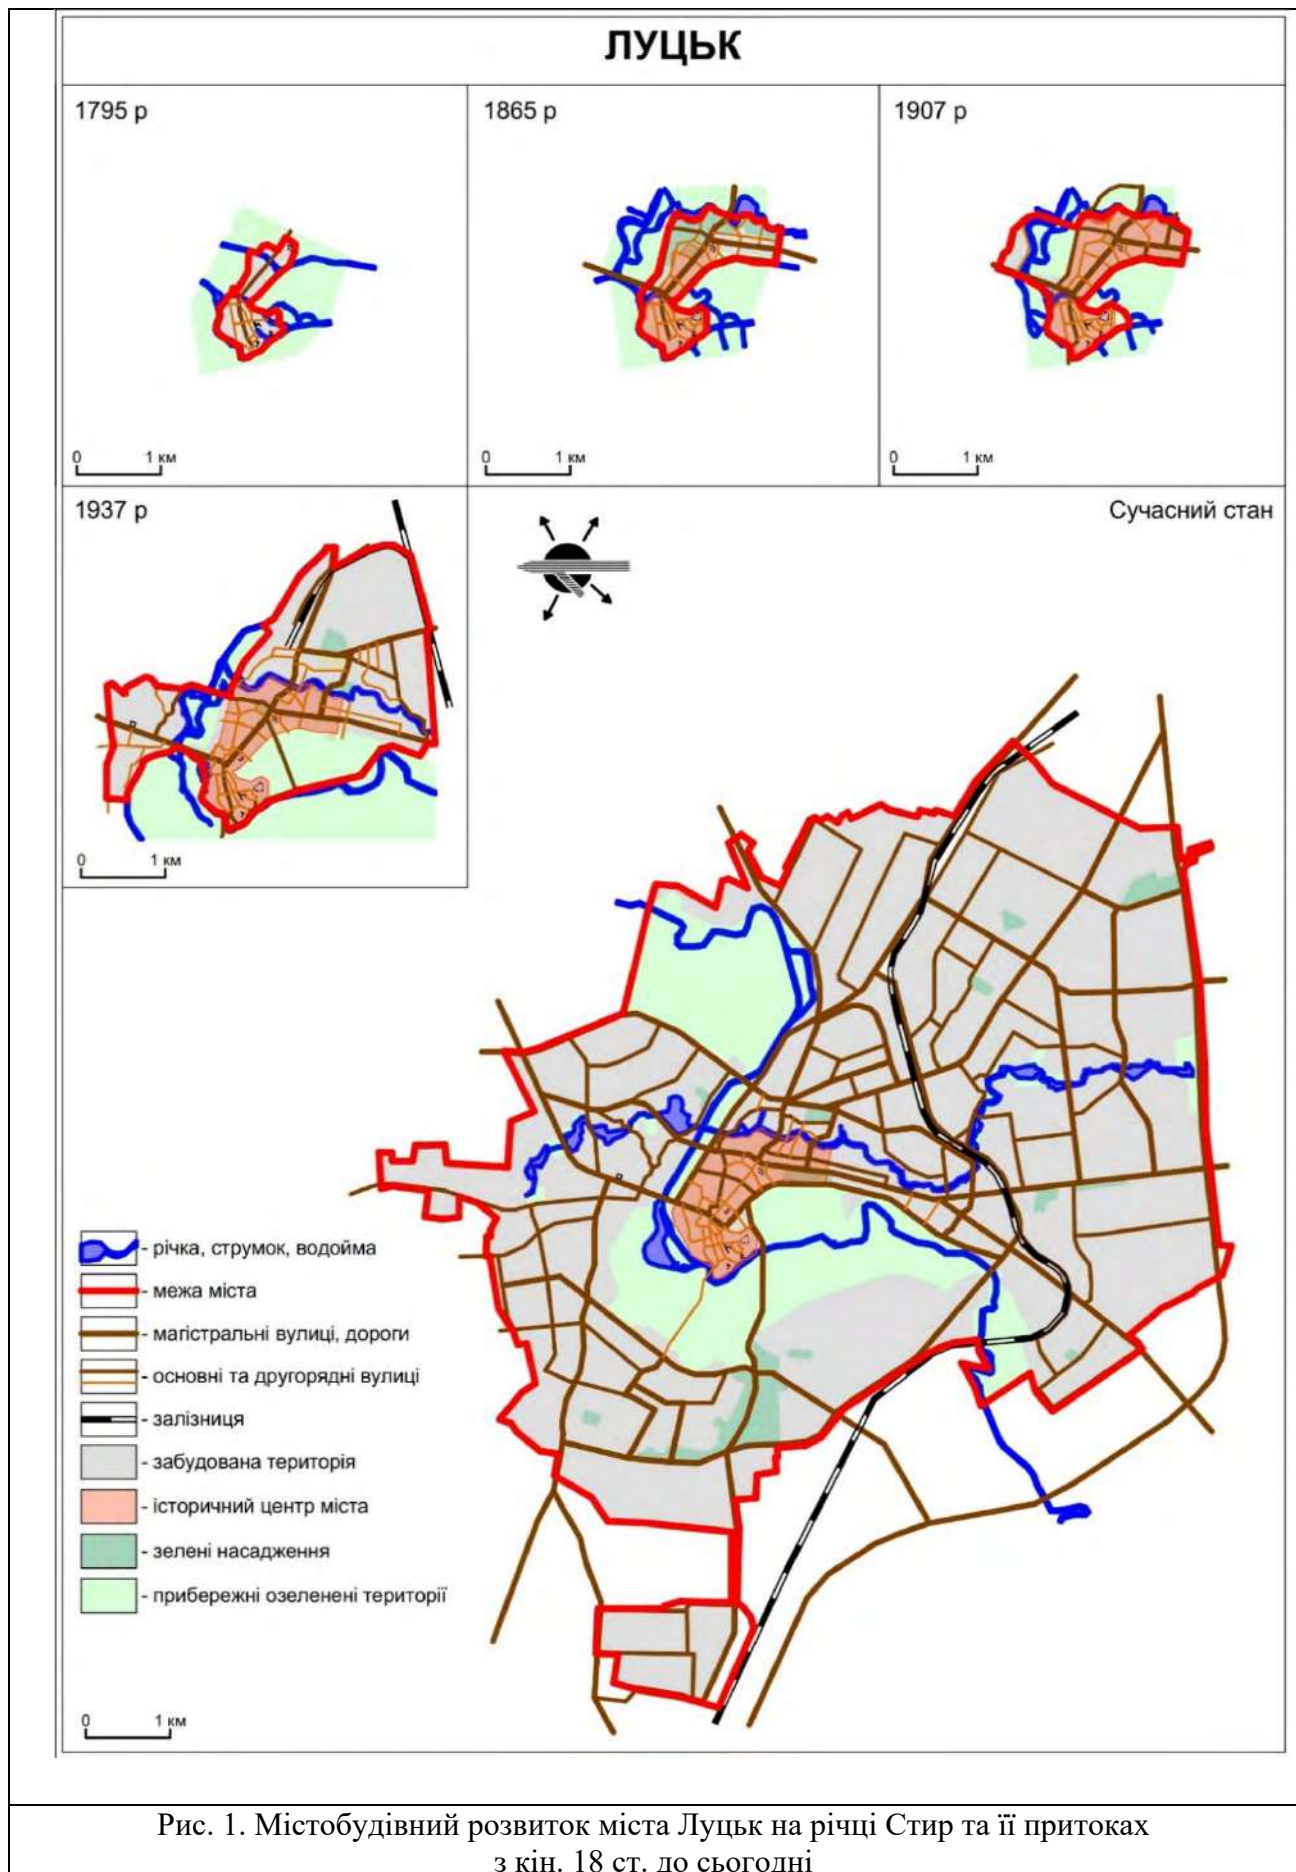 ЛУЦЬК
1795 р
1865 р
1907 р
0 1 км
0 1 км
0 1 км
1937 р
Сучасний стан
0 1 км
- річка, струмок, водойма
- межа міста
- магістральні вулиці, дороги
- основні та другорядні вулиці
- залізниця
- забудована територія
- історичний центр міста
- зелені насадження
- прибережні озеленені території
0 1 км
Рис. 1. Містобудівний розвиток міста Луцьк на річці Стир та її притоках
з кін. 18 ст. до сьогодні